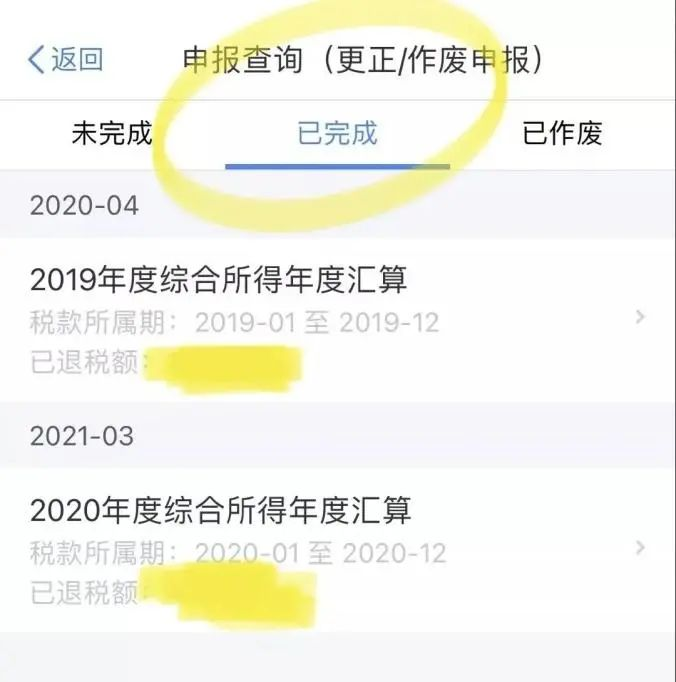 返回
申报查询（更正/作废申报）
未完成
已完成
已作废
2020-04
2019年度综合所得年度汇算
税款所属期：2019-01 至 2019-12
已退税额：
2021-03
2020年度综合所得年度汇算
税款所属期：2020-01 至 2020-12
已退税额